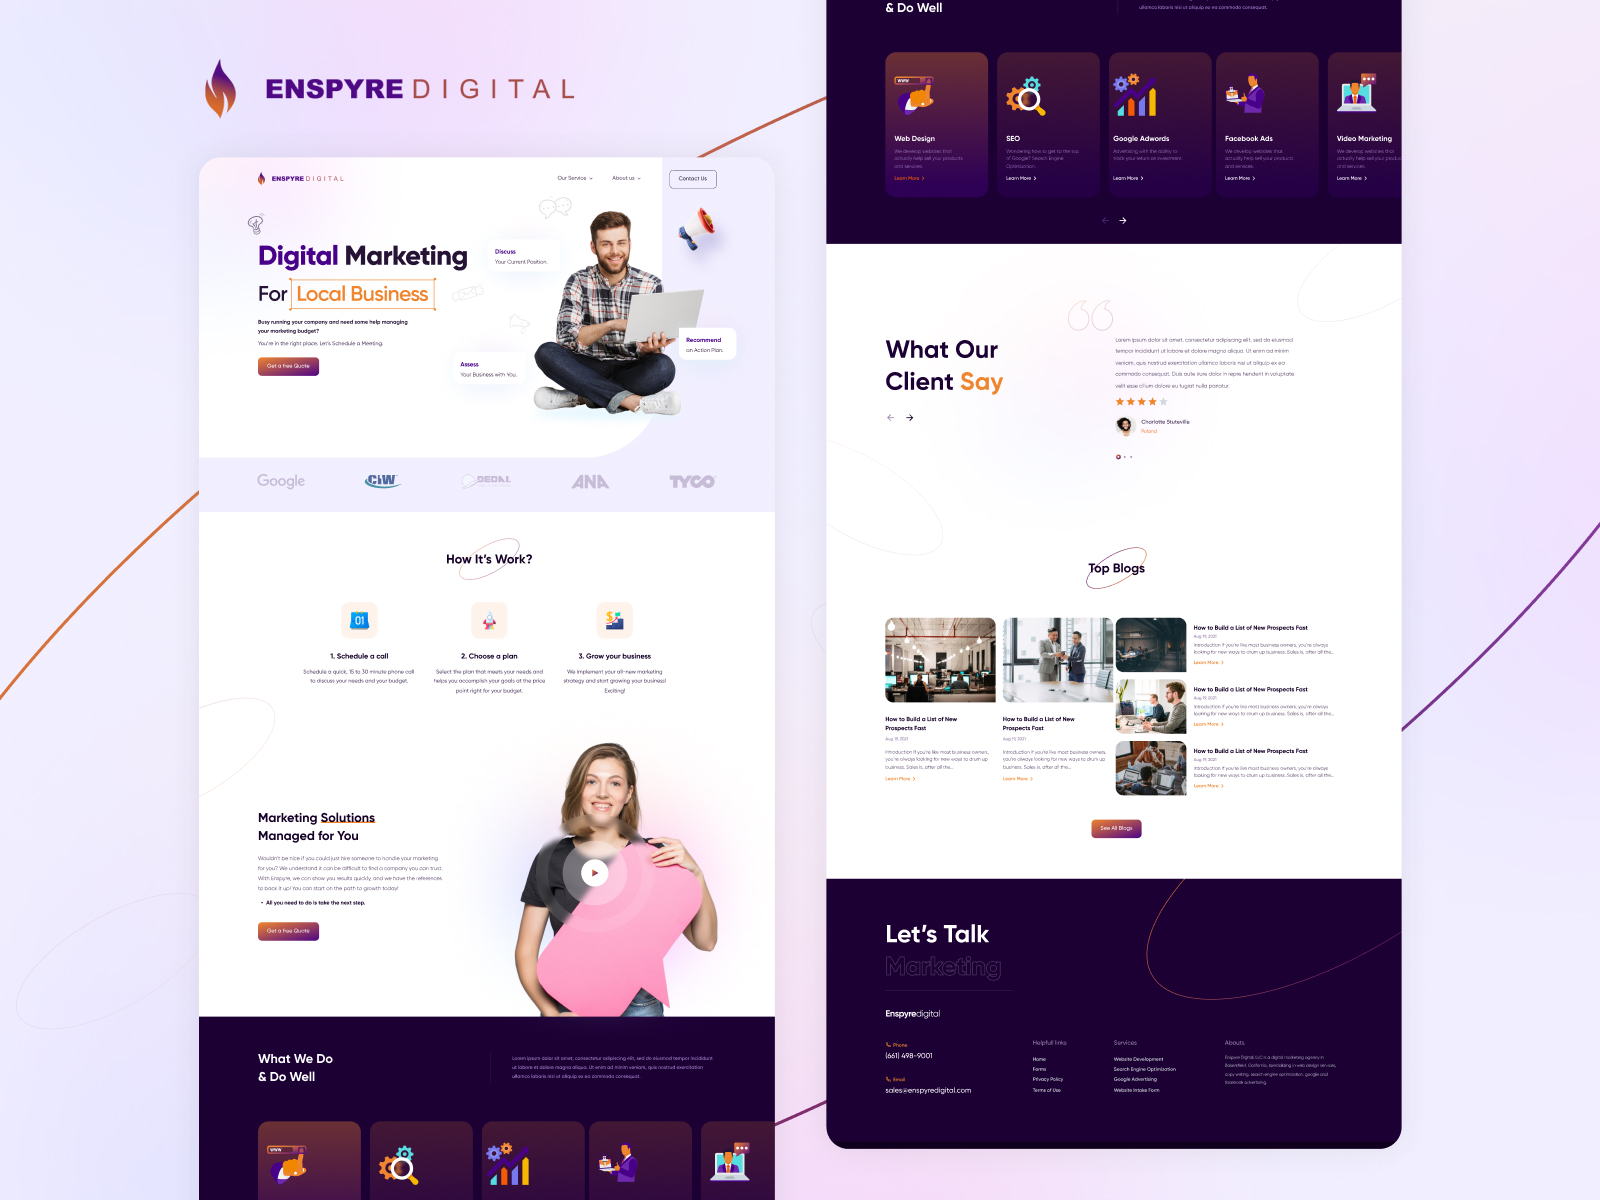 ENSPYRE DIGITAL
ENSPYRE DIGITAL
Our Service
About us
Contact Us
Digital Marketing
For Local Business
Busy running your company and need some help managing
your marketing budget?
You're in the right place. Let's Schedule a Meeting.
Get a free Quote
Discuss
Your Current Position.
Recommend
an Action Plan.
Assess
Your Business with You.
Google
CIW
PEDAL
ANA
TYCO
How It's Work?
01
1. Schedule a call
Schedule a quick, 15 to 30 minute phone call
to discuss your needs and your budget.
2. Choose a plan
Select the plan that meets your needs and
helps you accomplish your goals at the price
point right for your budget.
3. Grow your business
We implement your all-new marketing
strategy and start growing your business!
Exciting!
Marketing Solutions
Managed for You
Wouldn't be nice if you could just hire someone to handle your marketing
for you? We understand it can be difficult to find a company you can trust.
With Enspyre, we can show you results quickly, and we have the references
to back it up! You can start on the path to growth today!
• All you need to do is take the next step.
Get a free Quote
What We Do
& Do Well
Lorem ipsum dolor sit amet, consectetur adipiscing elit, sed do eiusmod tempor incididunt
ut labore et dolore magna aliqua. Ut enim ad minim veniam, quis nostrud exercitation
ullamco laboris nisi ut aliquip ex ea commodo consequat.
WWW
& Do Well
ullamco laboris nisi ut aliquip ex ea commodo consequat.
WWW
Web Design
We develop websites that
actually help sell your products
and services.
Learn More
SEO
Wondering how to get to the top
of Google? Search Engine
Optimization.
Learn More
Google Adwords
Advertising with the ability to
track your return on investment.
Learn More
Facebook Ads
We develop websites that
actually help sell your products
and services.
Learn More
Video Marketing
We develop websites that
actually help sell your produc
and services.
Learn More
What Our
Client Say
Lorem ipsum dolor sit amet, consectetur adipiscing elit, sed do eiusmod
tempor incididunt ut labore et dolore magna aliqua. Ut enim ad minim
veniam, quis nostrud exercitation ullamco laboris nisi ut aliquip ex ea
commodo consequat. Duis aute irure dolor in repre henderit in voluptate
velit esse cillum dolore eu fugiat nulla pariatur.
Charlotte Stuteville
Poland
Top Blogs
How to Build a List of New
Prospects Fast
Aug 19, 2021
Introduction If you're like most business owners,
you're always looking for new ways to drum up
business. Sales is, after all the...
Learn More
How to Build a List of New
Prospects Fast
Aug 19, 2021
Introduction If you're like most business owners,
you're always looking for new ways to drum up
business. Sales is, after all the...
Learn More
How to Build a List of New Prospects Fast
Aug 19, 2021
Introduction If you're like most business owners, you're always
looking for new ways to drum up business. Sales is, after all the...
Learn More
How to Build a List of New Prospects Fast
Aug 19, 2021
Introduction If you're like most business owners, you're always
looking for new ways to drum up business. Sales is, after all the...
Learn More
How to Build a List of New Prospects Fast
Aug 19, 2021
Introduction If you're like most business owners, you're always
looking for new ways to drum up business. Sales is, after all the...
Learn More
See All Blogs
Let's Talk
Marketing
Enspyredigital
Phone
(661) 498-9001
Email
sales@enspyredigital.com
Helpfull links
Home
Forms
Privacy Policy
Terms of Use
Services
Website Development
Search Engine Optimization
Google Advertising
Website Intake Form
Abouts
Enspyre Digital, LLC is a digital marketing agency in
Bakersfield, California, specializing in web design services,
copy writing, search engine optimization, google and
facebook advertising.